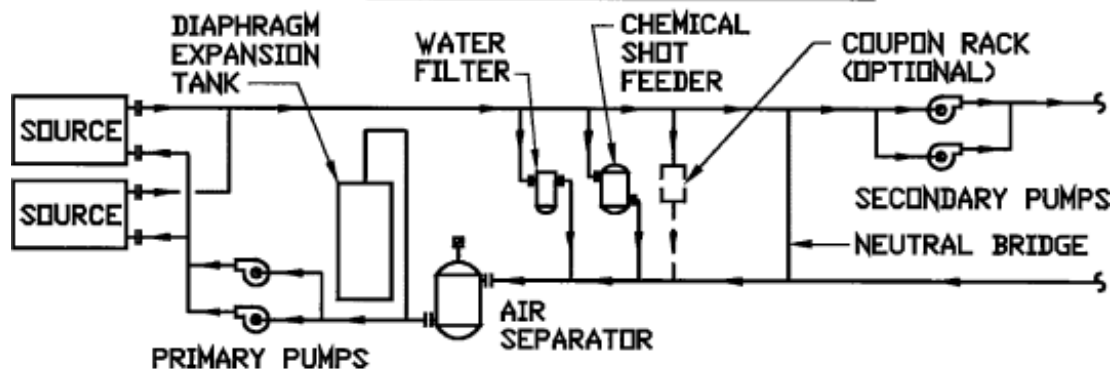 DIAPHRAGM
EXPANSION
TANK
WATER
FILTER
CHEMICAL
SHOT
FEEDER
COUPON RACK
(OPTIONAL)
SOURCE
SOURCE
SECONDARY PUMPS
NEUTRAL BRIDGE
AIR
SEPARATOR
PRIMARY PUMPS